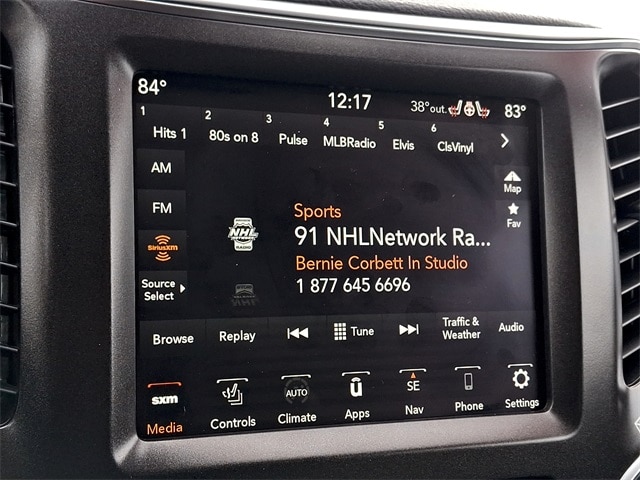 84°
12:17
38°out.
83°
1 2 3 4 5 6
Hits 1 80s on 8 Pulse MLBRadio Elvis ClsVinyl
AM
Map
FM
Fav
SiriusXM
Sports
91 NHLNetwork Ra...
NHL
RADIO
Bernie Corbett In Studio
Source
Select
1 877 645 6696
Browse Replay Tune Traffic &
Weather Audio
sxm AUTO ū SE
Media Controls Climate Apps Nav Phone Settings